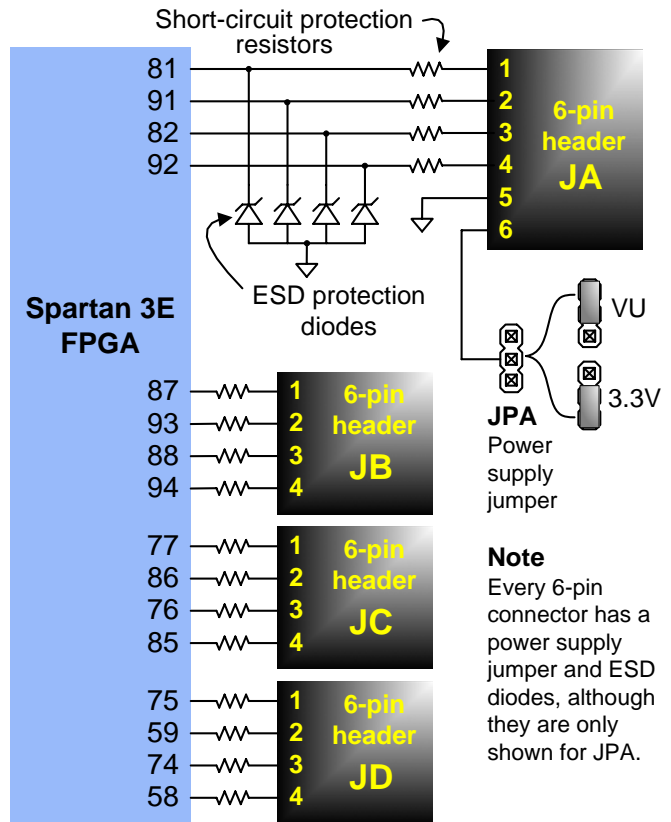 Short-circuit protection
resistors
81
91
82
92
1
2
3
4
5
6
6-pin
header
JA
Spartan 3E
FPGA
ESD protection
diodes
VU
3.3V
JPA
Power
supply
jumper
87
93
88
94
1
2
3
4
6-pin
header
JB
77
86
76
85
1
2
3
4
6-pin
header
JC
75
59
74
58
1
2
3
4
6-pin
header
JD
Note
Every 6-pin
connector has a
power supply
jumper and ESD
diodes, although
they are only
shown for JPA.